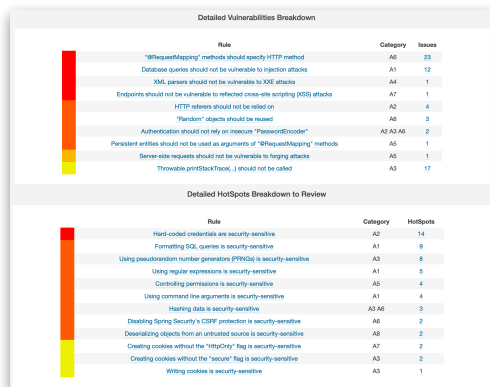 Detailed Vulnerabilities Breakdown
Rule Category Issues
"@RequestMapping" methods should specify HTTP method A6 23
Database queries should not be vulnerable to injection attacks A1 12
XML parsers should not be vulnerable to XXE attacks A4 1
Endpoints should not be vulnerable to reflected cross-site scripting (XSS) attacks A7 1
HTTP referers should not be relied on A2 4
"Random" objects should be reused A6 3
Authentication should not rely on insecure "PasswordEncoder" A2 A3 A6 2
Persistent entities should not be used as arguments of "@RequestMapping" methods A5 1
Server-side requests should not be vulnerable to forging attacks A5 1
Throwable.printStackTrace(...) should not be called A3 17
Detailed HotSpots Breakdown to Review
Rule Category HotSpots
Hard-coded credentials are security-sensitive A2 14
Formatting SQL queries is security-sensitive A1 9
Using pseudorandom number generators (PRNGs) is security-sensitive A3 8
Using regular expressions is security-sensitive A1 5
Controlling permissions is security-sensitive A5 4
Using command line arguments is security-sensitive A1 4
Hashing data is security-sensitive A3 A6 3
Disabling Spring Security's CSRF protection is security-sensitive A6 2
Deserializing objects from an untrusted source is security-sensitive A8 2
Creating cookies without the "HttpOnly" flag is security-sensitive A7 2
Creating cookies without the "secure" flag is security-sensitive A3 2
Writing cookies is security-sensitive A3 1